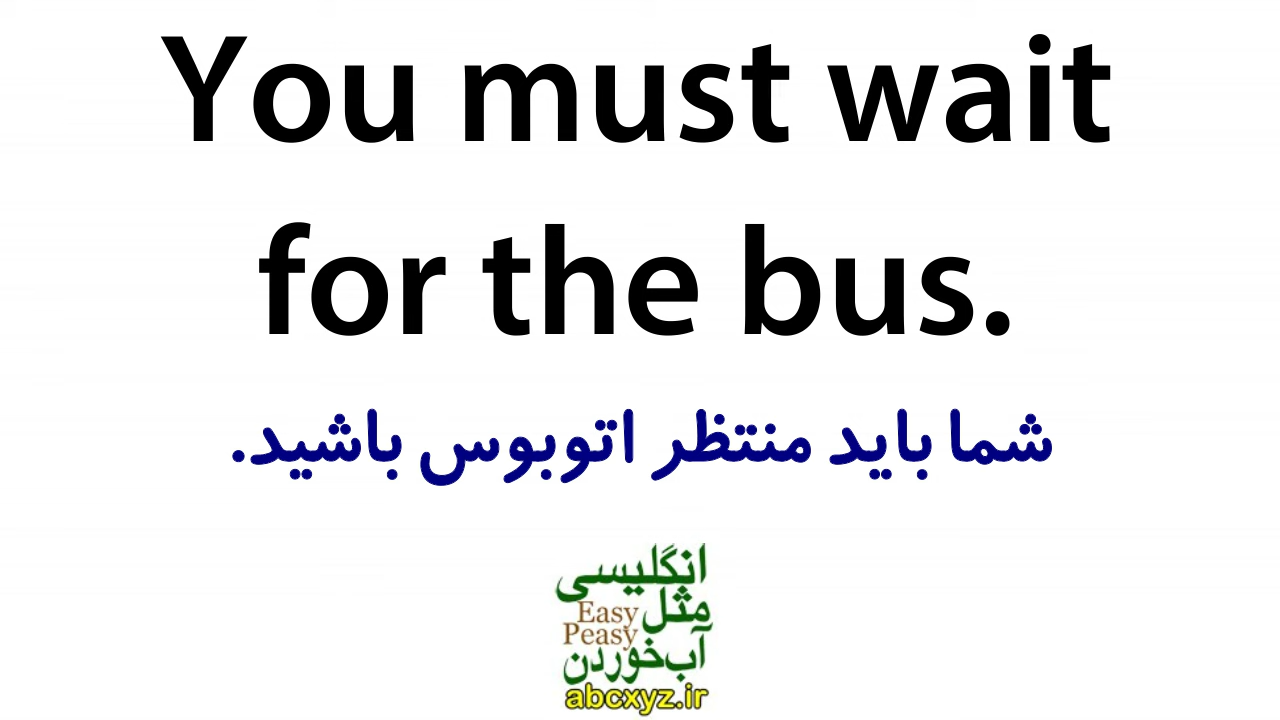 You must wait
for the bus.
شما باید منتظر اتوبوس باشید.
انگلیسی
مثل Easy
Peasy
آب خوردن
abcxyz.ir